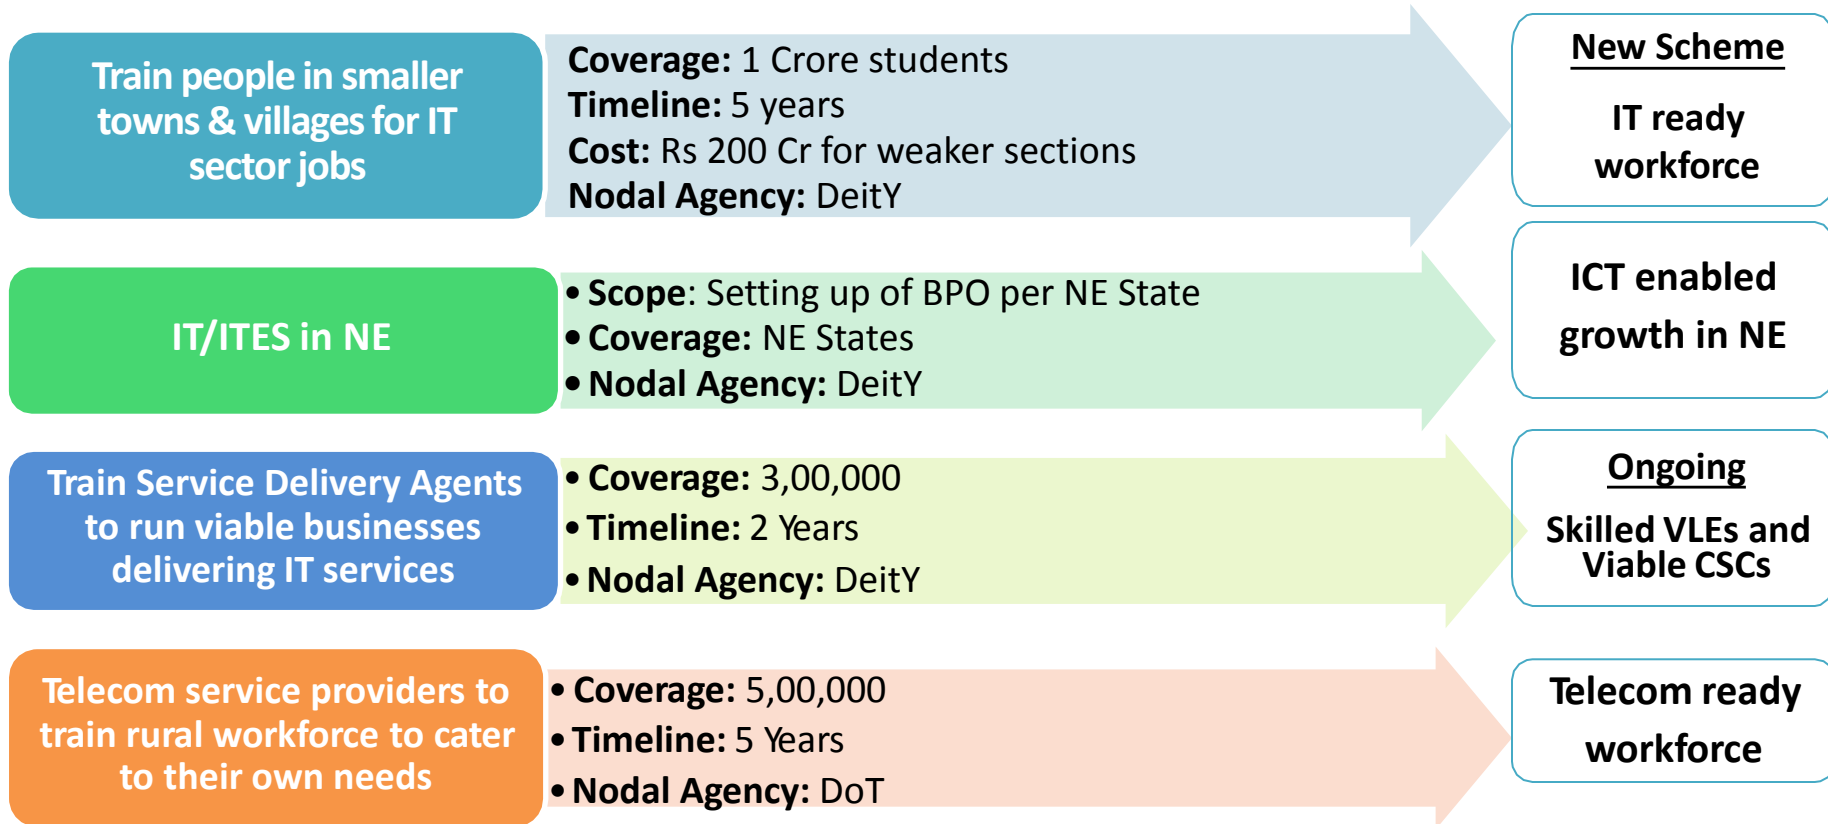 Train people in smaller
towns & villages for IT
sector jobs
Coverage: 1 Crore students
Timeline: 5 years
Cost: Rs 200 Cr for weaker sections
Nodal Agency: DeitY
New Scheme
IT ready
workforce
IT/ITES in NE
• Scope: Setting up of BPO per NE State
• Coverage: NE States
• Nodal Agency: DeitY
ICT enabled
growth in NE
Train Service Delivery Agents
to run viable businesses
delivering IT services
• Coverage: 3,00,000
• Timeline: 2 Years
• Nodal Agency: DeitY
Ongoing
Skilled VLEs and
Viable CSCs
Telecom service providers to
train rural workforce to cater
to their own needs
• Coverage: 5,00,000
• Timeline: 5 Years
• Nodal Agency: DoT
Telecom ready
workforce